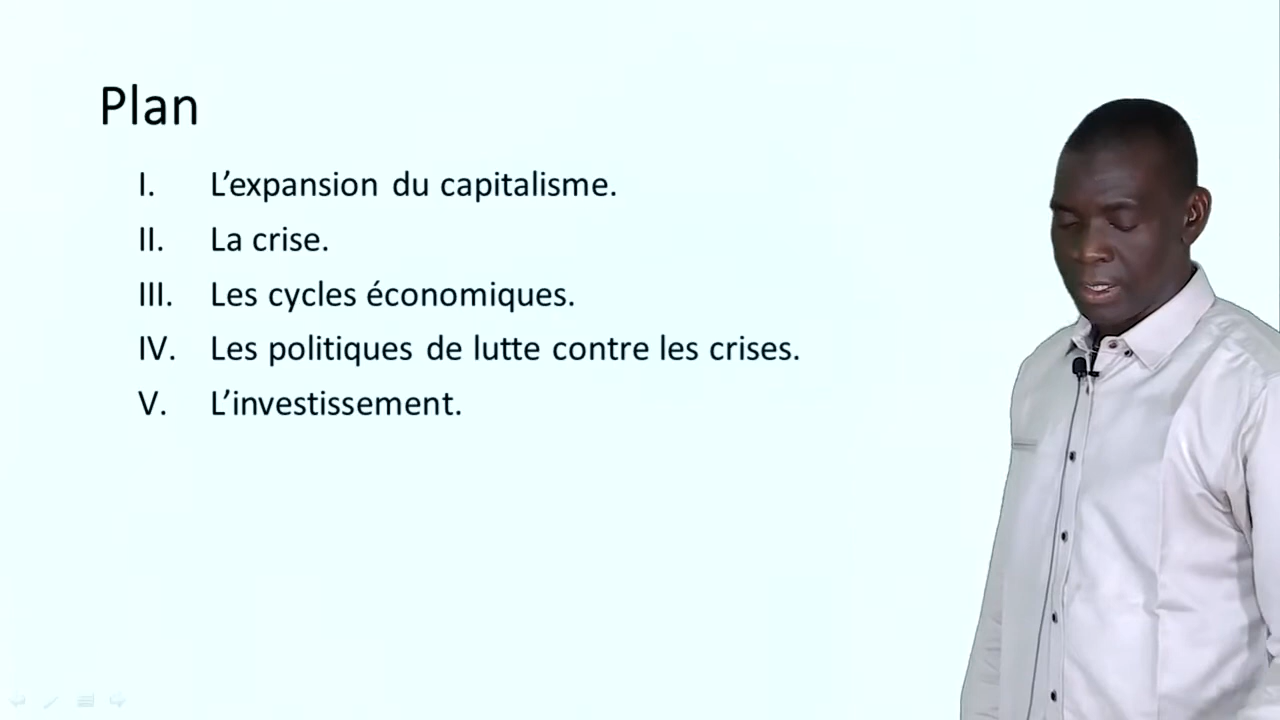 Plan
I. L’expansion du capitalisme.
II. La crise.
III. Les cycles économiques.
IV. Les politiques de lutte contre les crises.
V. L’investissement.